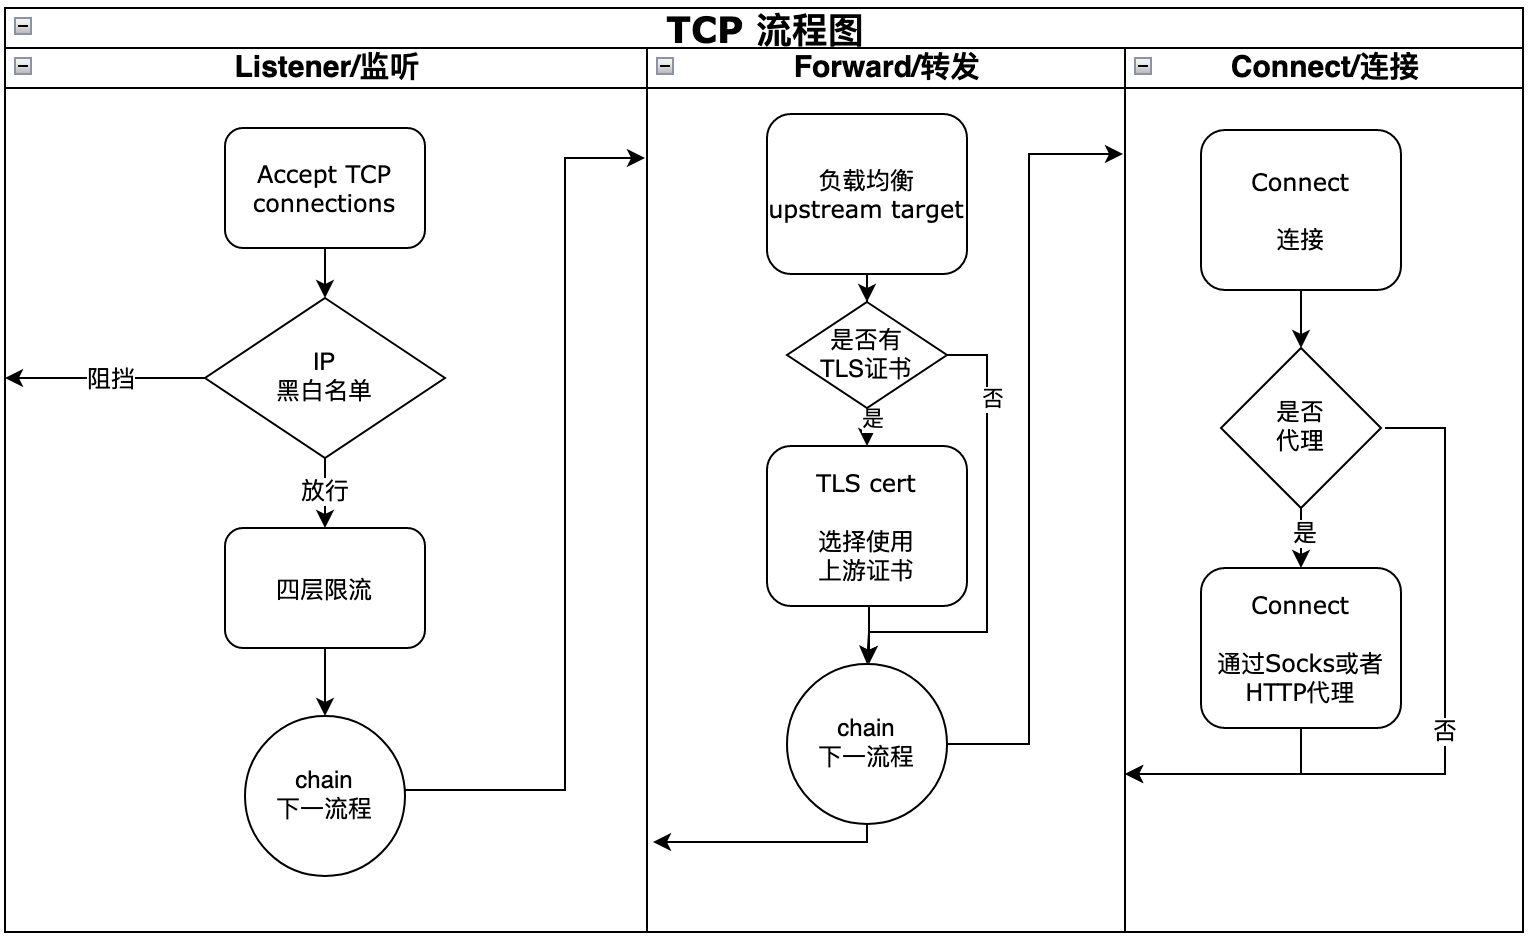 TCP 流程图
Listener/监听
Accept TCP
connections
IP
黑白名单
阻挡
放行
四层限流
chain
下一流程
Forward/转发
负载均衡
upstream target
是否有
TLS证书
否
是
TLS cert
选择使用
上游证书
chain
下一流程
Connect/连接
Connect
连接
是否
代理
是
Connect
通过Socks或者
HTTP代理
否